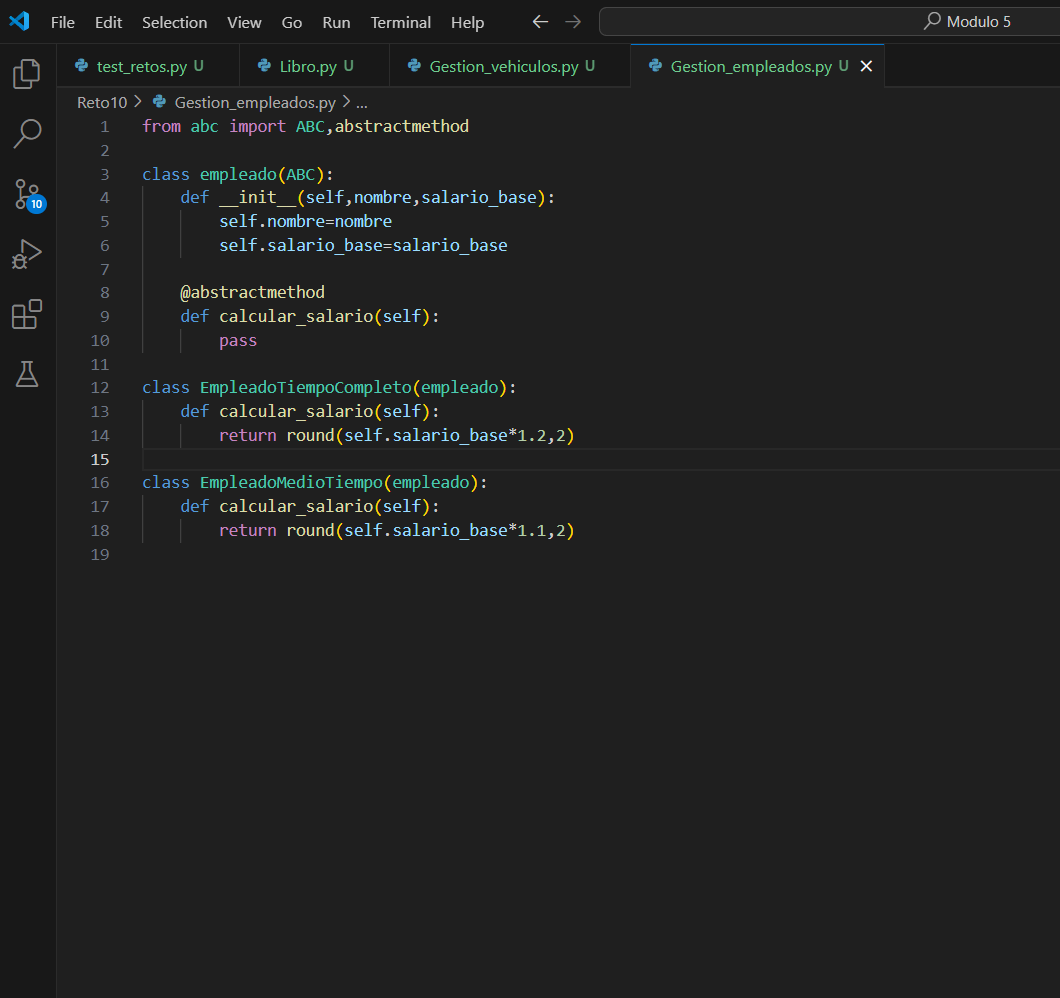 File Edit Selection View Go Run Terminal Help Modulo 5
test_retos.py U Libro.py U Gestion_vehiculos.py U Gestion_empleados.py U
Reto10 > Gestion_empleados.py > ...
1 from abc import ABC,abstractmethod
2
3 class empleado(ABC):
4     def __init__(self,nombre,salario_base):
5         self.nombre=nombre
6         self.salario_base=salario_base
7
8     @abstractmethod
9     def calcular_salario(self):
10         pass
11
12 class EmpleadoTiempoCompleto(empleado):
13     def calcular_salario(self):
14         return round(self.salario_base*1.2,2)
15
16 class EmpleadoMedioTiempo(empleado):
17     def calcular_salario(self):
18         return round(self.salario_base*1.1,2)
19
10